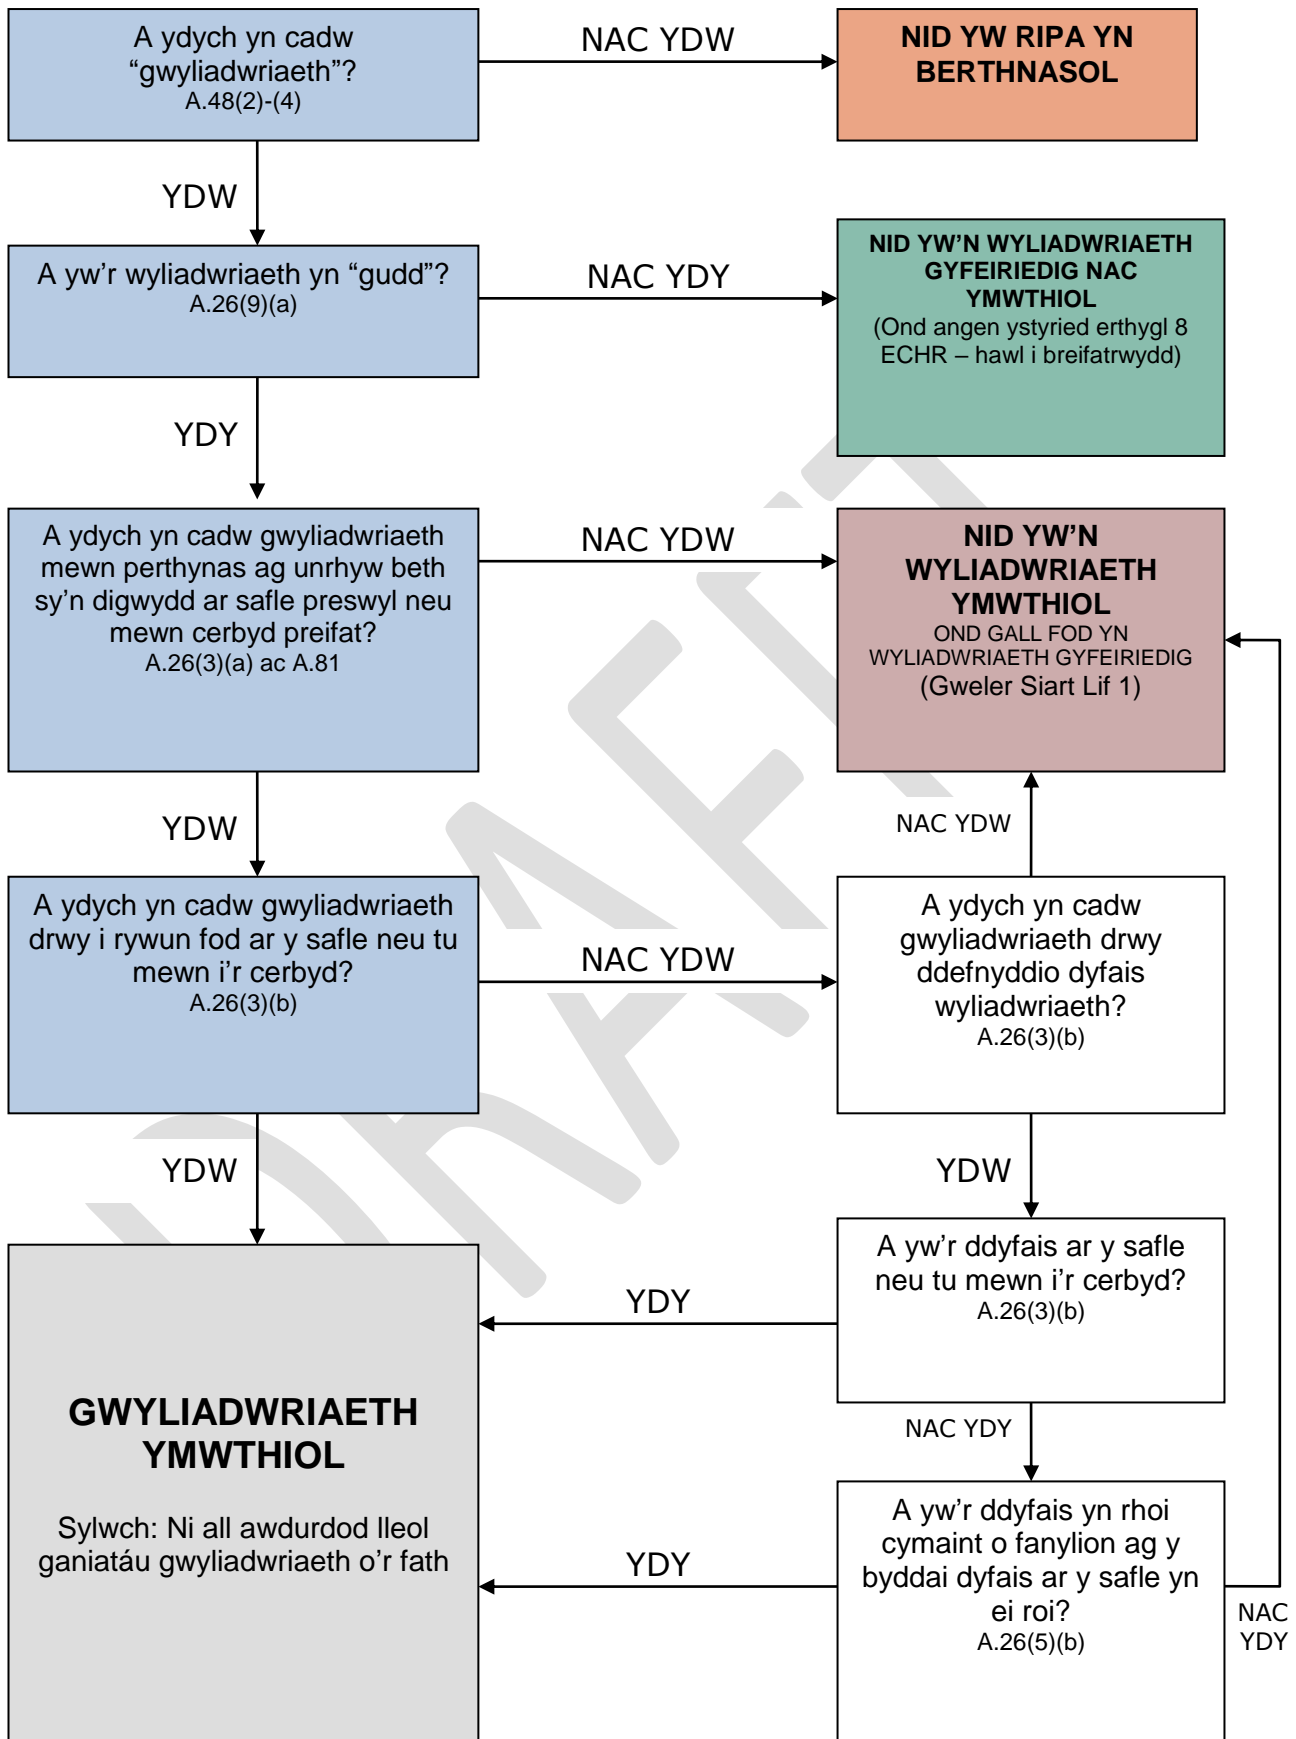 A ydych yn cadw
“gwyliadwriaeth”?
A.48(2)-(4)
NAC YDW
NID YW RIPA YN
BERTHNASOL
YDW
A yw'r wyliadwriaeth yn “gudd”?
A.26(9)(a)
NAC YDY
NID YW’N WYLIADWRIAETH
GYFEIRIEDIG NAC
YMWTHIOL
(Ond angen ystyried erthygl 8
ECHR – hawl i breifatrwydd)
YDY
A ydych yn cadw gwyliadwriaeth
mewn perthynas ag unrhyw beth
sy'n digwydd ar safle preswyl neu
mewn cerbyd preifat?
A.26(3)(a) ac A.81
NAC YDW
NID YW’N
WYLIADWRIAETH
YMWTHIOL
OND GALL FOD YN
WYLIADWRIAETH GYFEIRIEDIG
(Gweler Siart Lif 1)
YDW
NAC YDW
A ydych yn cadw gwyliadwriaeth
drwy i rywun fod ar y safle neu tu
mewn i'r cerbyd?
A.26(3)(b)
NAC YDW
A ydych yn cadw
gwyliadwriaeth drwy
ddefnyddio dyfais
wyliadwriaeth?
A.26(3)(b)
YDW
YDW
A yw'r ddyfais ar y safle
neu tu mewn i'r cerbyd?
A.26(3)(b)
YDY
GWYLIADWRIAETH
YMWTHIOL
Sylwch: Ni all awdurdod lleol
ganiatáu gwyliadwriaeth o’r fath
NAC YDY
A yw'r ddyfais yn rhoi
cymaint o fanylion ag y
byddai dyfais ar y safle yn
ei roi?
A.26(5)(b)
YDY
NAC
YDY
DRAFT